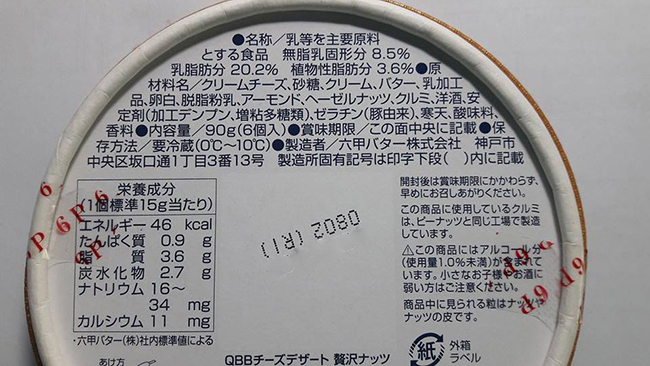 ●名称／乳等を主要原料
とする食品 無脂乳固形分 8.5%
乳脂肪分 20.2% 植物性脂肪分 3.6%●原
材料名／クリームチーズ、砂糖、クリーム、バター、乳加工
品、卵白、脱脂粉乳、アーモンド、ヘーゼルナッツ、クルミ、洋酒、安
定剤(加工デンプン、増粘多糖類)、ゼラチン(豚由来)、寒天、酸味料、
香料●内容量／90g(6個入)●賞味期限／この面中央に記載●保
存方法／要冷蔵(0℃〜10℃)●製造者／六甲バター株式会社 神戸市
中央区坂口通1丁目3番13号 製造所固有記号は印字下段( )内に記載
栄養成分
(1個標準15g当たり)
エネルギー 46 kcal
たんぱく質 0.9 g
脂質 3.6 g
炭水化物 2.7 g
ナトリウム 16〜
34 mg
カルシウム 11 mg
・六甲バター(株)社内標準値による
0802 (R1)
開封後は賞味期限にかかわらず、
早めにお召しあがりください。
この商品に使用しているクルミ
は、ピーナッツと同じ工場で製造
しています。
⚠この商品にはアルコール分
(使用量1.0%未満)が含まれて
います。小さなお子様やお酒に
弱い方はご注意ください。
商品中に見られる粒はナッツや
ナッツの皮です。
紙
外箱
ラベル
あけ方
QBBチーズデザート 贅沢ナッツ
6P 6P 6
6P 6P 6P